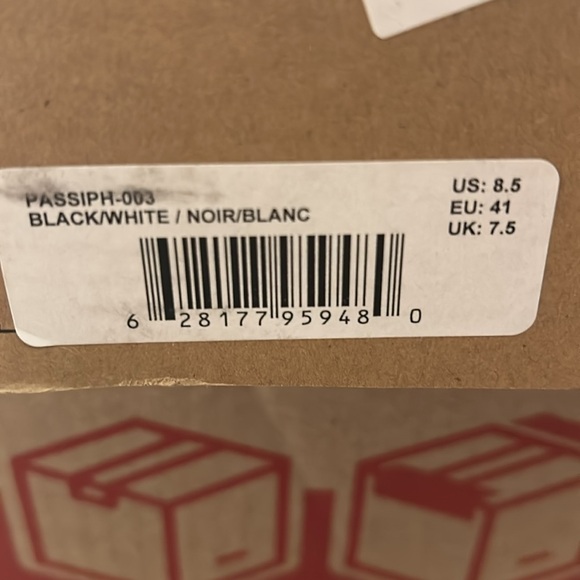 PASSIPH-003
BLACK/WHITE / NOIR/BLANC
US: 8.5
EU: 41
UK: 7.5
6 28177 95948 0